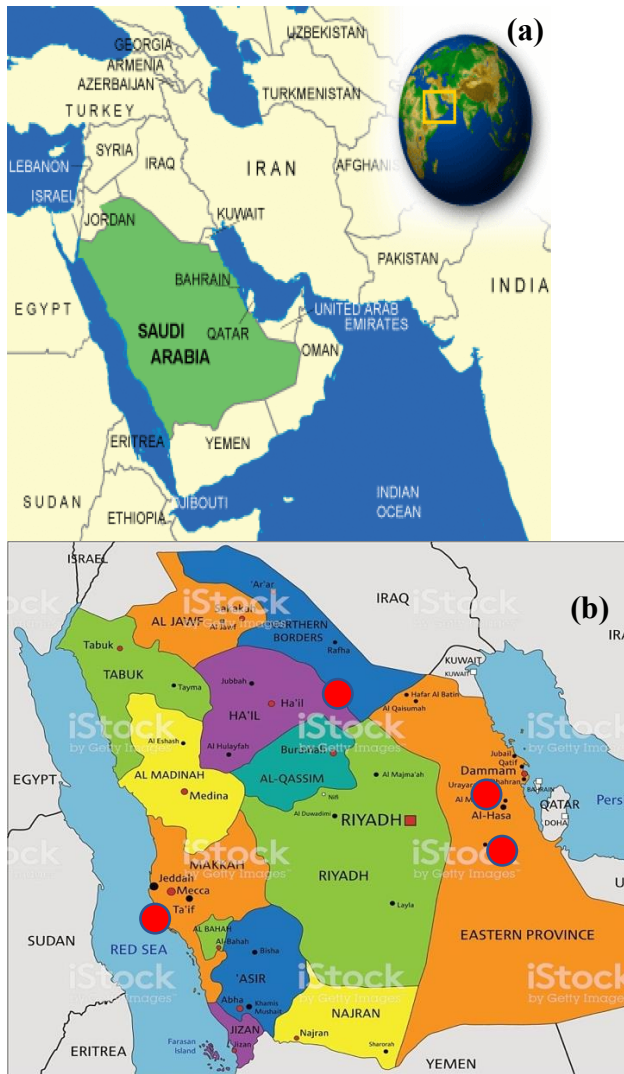 (a)
UZBEKISTAN
GEORGIA
ARMENIA
AZERBAIJAN
TURKMENISTAN
TURKEY
SYRIA
LEBANON
IRAQ
IRAN
AFGHANIS
ISRAEL
JORDAN
KUWAIT
PAKISTAN
BAHRAIN
INDIA
EGYPT
UNITED ARAB
EMIRATES
QATAR
SAUDI
ARABIA
OMAN
ERITREA
YEMEN
SUDAN
DJIBOUTI
ETHIOPIA
INDIAN
OCEAN
(b)
ISRAEL
'Ar'ar
IRAQ
Sakakah
AL JAWF
Al Jawf
NORTHERN
BORDERS
Rafha
Tabuk
TABUK
KUWAIT
KUWAIT
Tayma
Jubbah
Ha'il
HA'IL
Hafar Al Batin
Al Qaisumah
Al Eshash
Al Hulayfah
Buraidah
AL-QASSIM
Al Majma'ah
Jubail
Qatif
Dammam
Dhahran
BAHRAIN
EGYPT
AL MADINAH
Medina
Nifi
Al Duwadimi
RIYADH
Al-Hasa
QATAR
DOHA
Pers
MAKKAH
Jeddah
Mecca
Ta'if
RIYADH
Layla
SUDAN
RED SEA
AL BAHAH
Al-Bahah
Bisha
'ASIR
EASTERN PROVINCE
Abha
Khamis
Mushait
NAJRAN
Najran
Sharorah
JIZAN
Jizan
Farasan
Island
ERITREA
YEMEN
iStock
by Getty Images